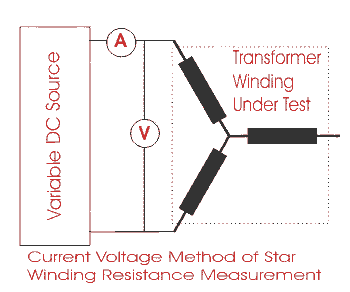 Variable DC Source
A
V
Transformer
Winding
Under Test
Current Voltage Method of Star
Winding Resistance Measurement